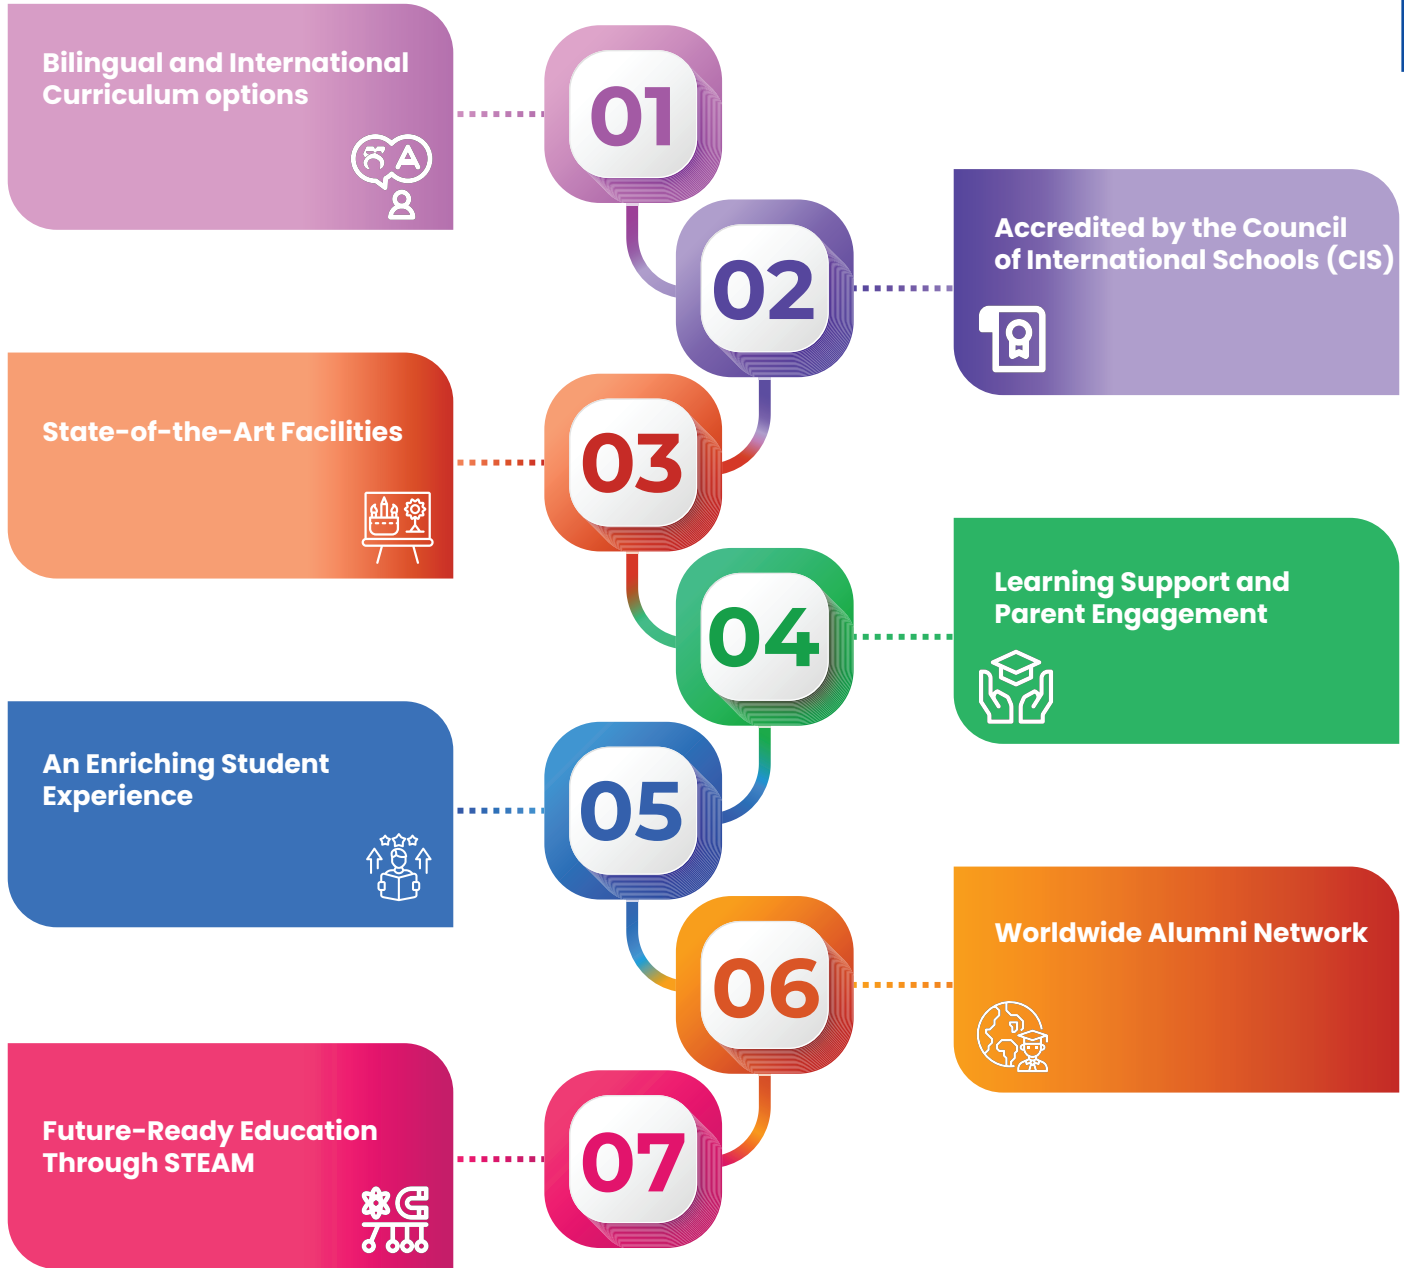 Bilingual and International
Curriculum options
01
A
02
Accredited by the Council
of International Schools (CIS)
State-of-the-Art Facilities
03
04
Learning Support and
Parent Engagement
An Enriching Student
Experience
05
06
Worldwide Alumni Network
Future-Ready Education
Through STEAM
07